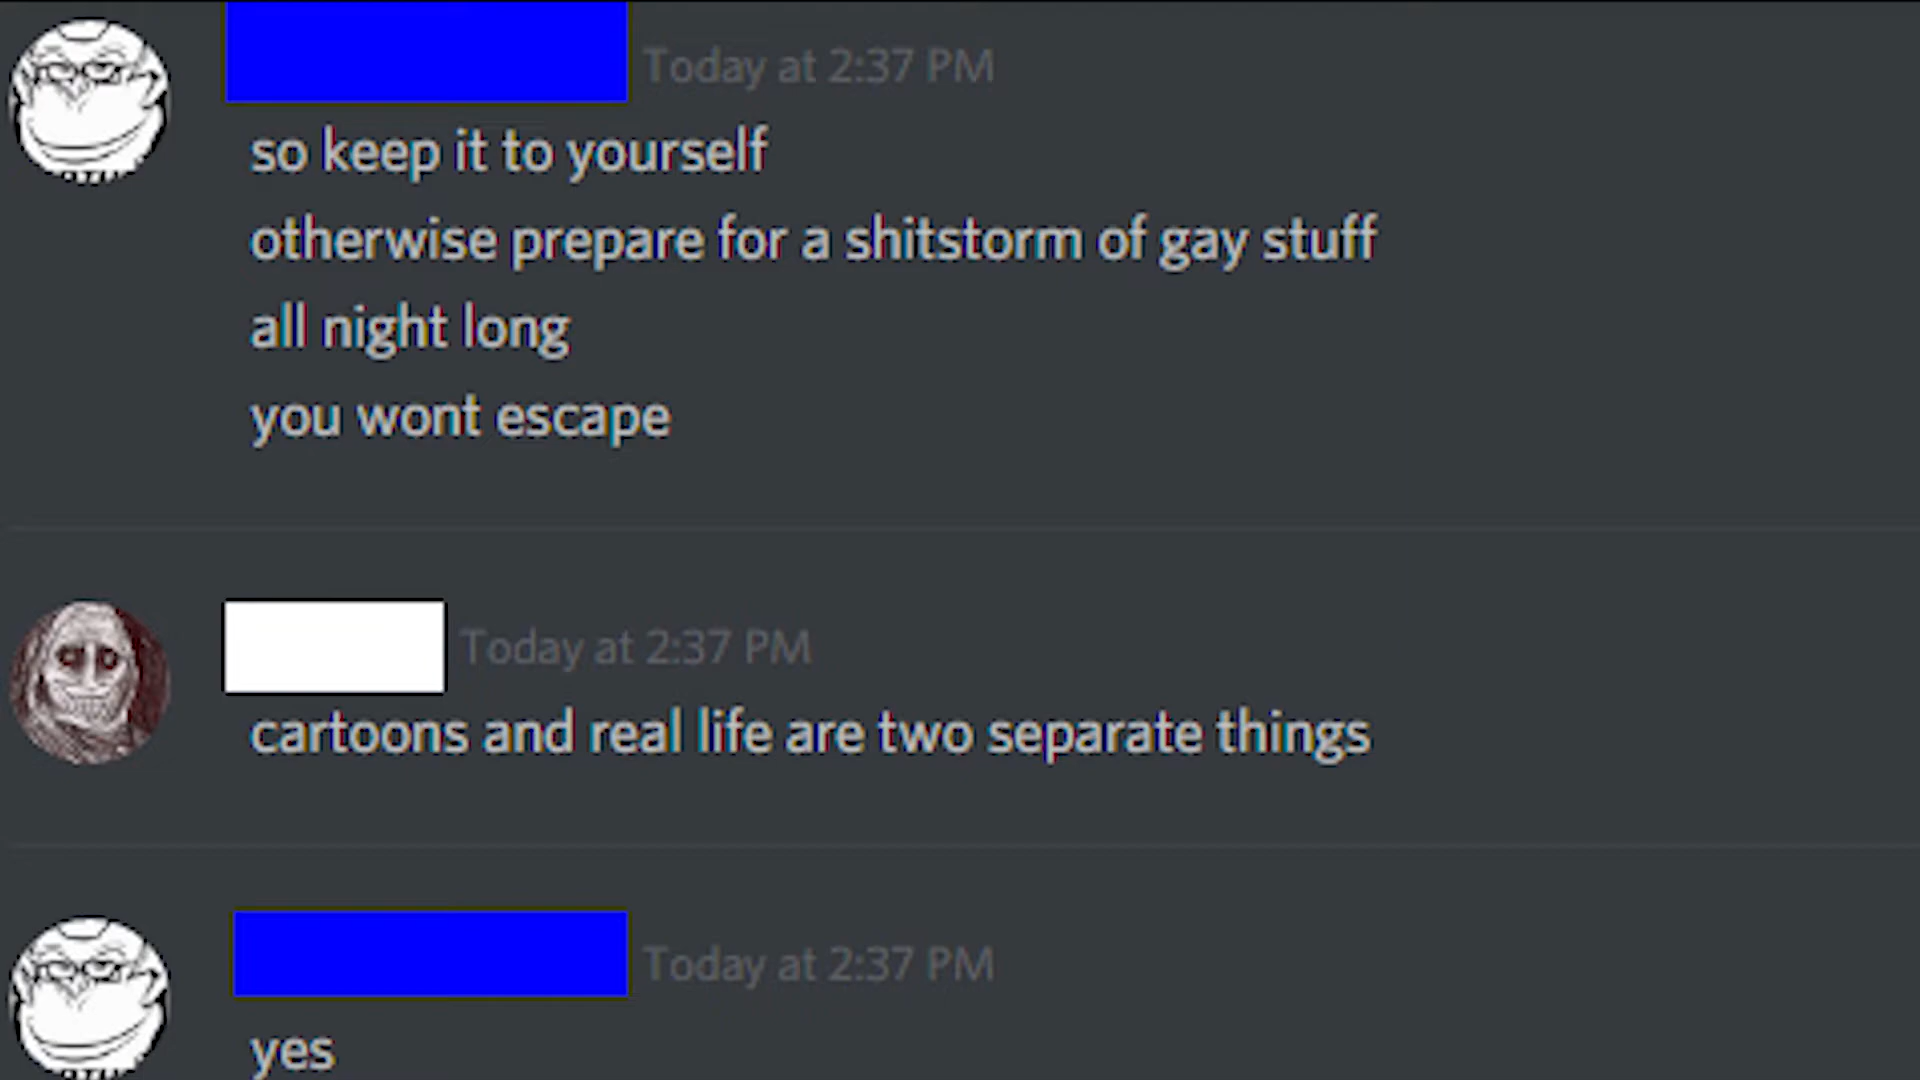 Today at 2:37 PM
so keep it to yourself
otherwise prepare for a shitstorm of gay stuff
all night long
you wont escape
Today at 2:37 PM
cartoons and real life are two separate things
Today at 2:37 PM
yes